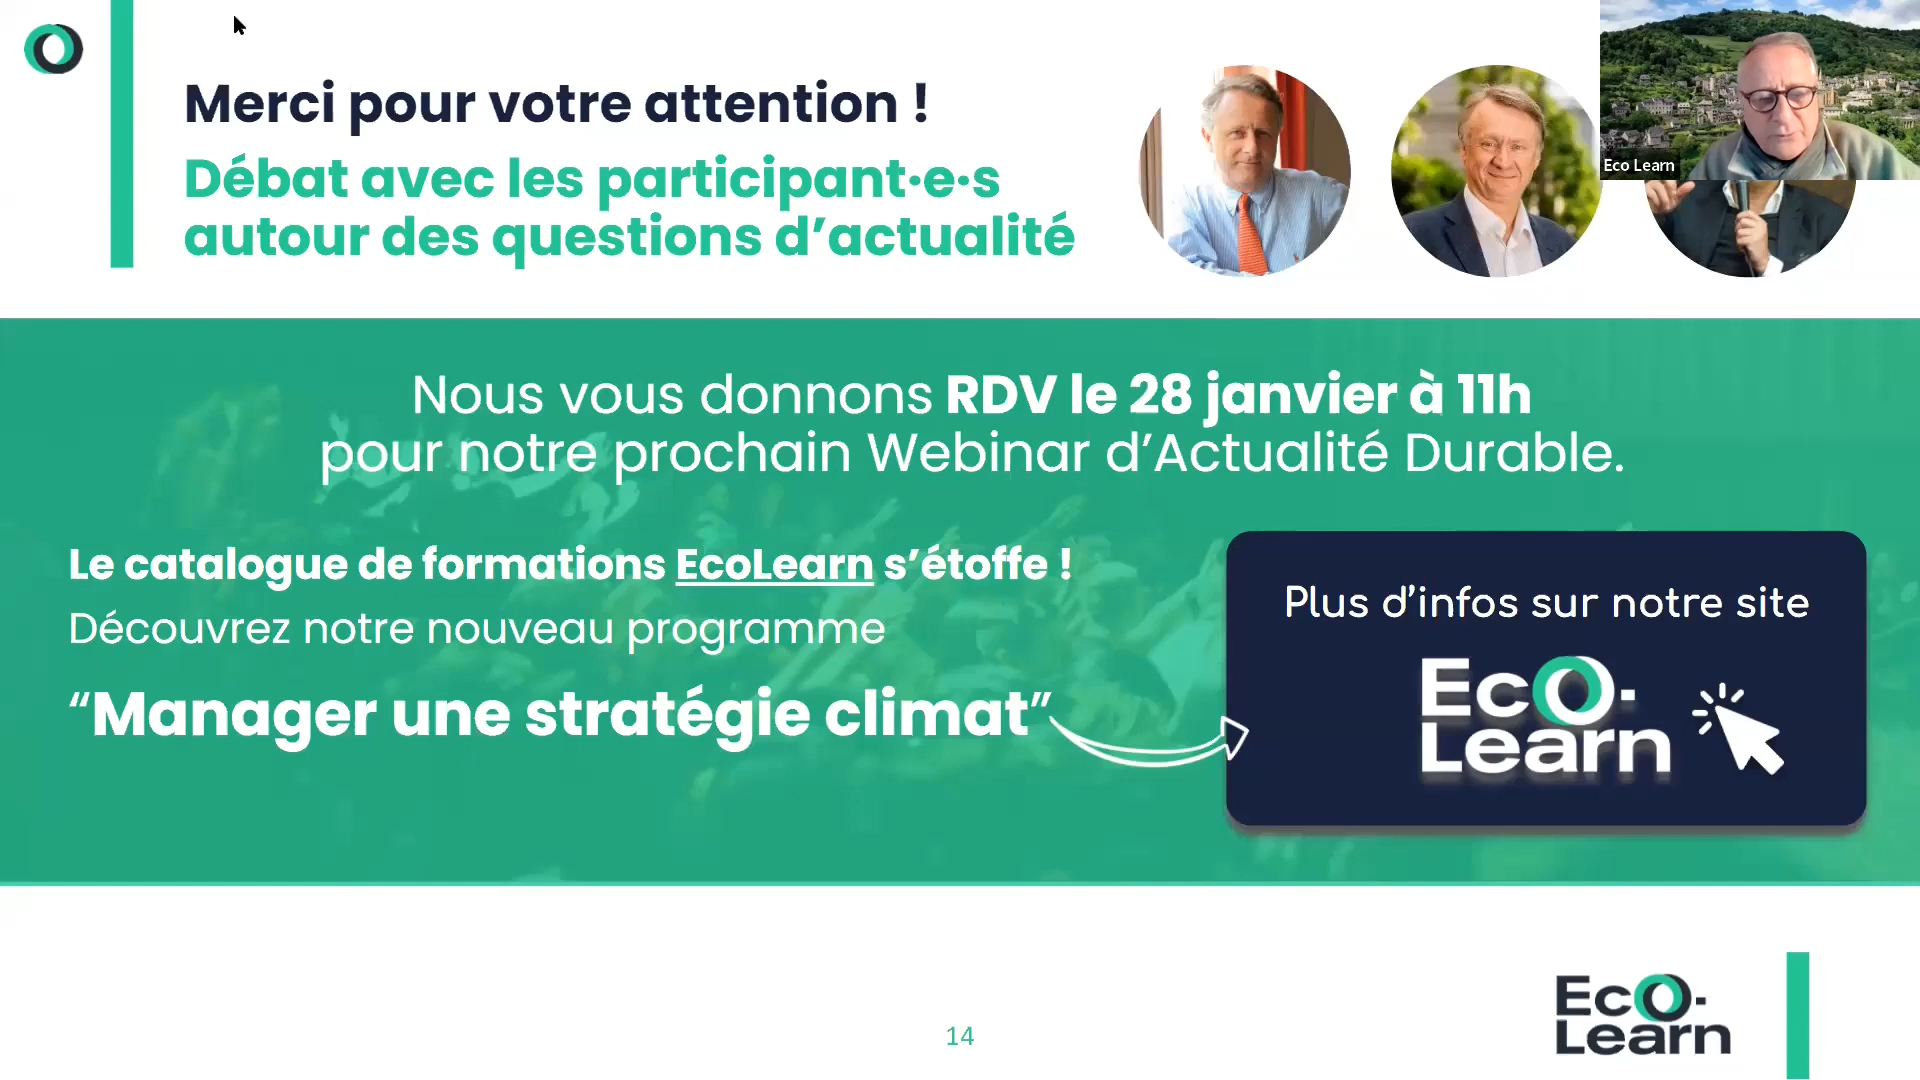 Merci pour votre attention !
Débat avec les participant·e·s
autour des questions d’actualité
Eco Learn
Nous vous donnons RDV le 28 janvier à 11h
pour notre prochain Webinar d’Actualité Durable.
Le catalogue de formations EcoLearn s’étoffe !
Découvrez notre nouveau programme
“Manager une stratégie climat”
Plus d’infos sur notre site
EcO·
Learn
14
EcO·
Learn